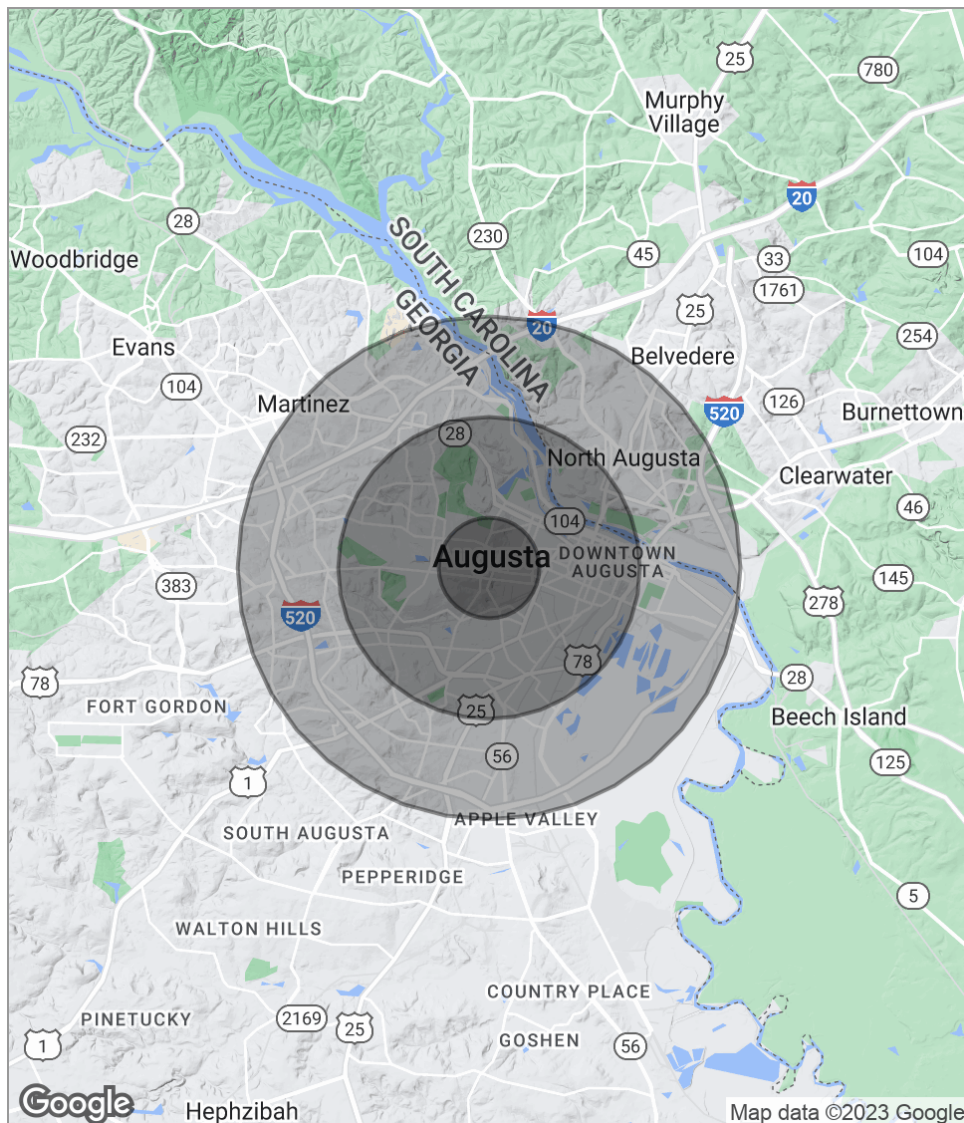 25
780
Murphy
Village
20
28
230
45
33
104
Woodbridge
SOUTH CAROLINA
GEORGIA
1761
25
20
254
Evans
Belvedere
104
126
Martinez
520
Burnettown
232
28
North Augusta
Clearwater
46
104
Augusta
DOWNTOWN
AUGUSTA
383
145
520
278
78
78
28
FORT GORDON
25
Beech Island
56
125
1
APPLE VALLEY
SOUTH AUGUSTA
PEPPERIDGE
5
WALTON HILLS
COUNTRY PLACE
PINETUCKY
2169
25
GOSHEN
56
1
Google
Hephzibah
Map data ©2023 Google